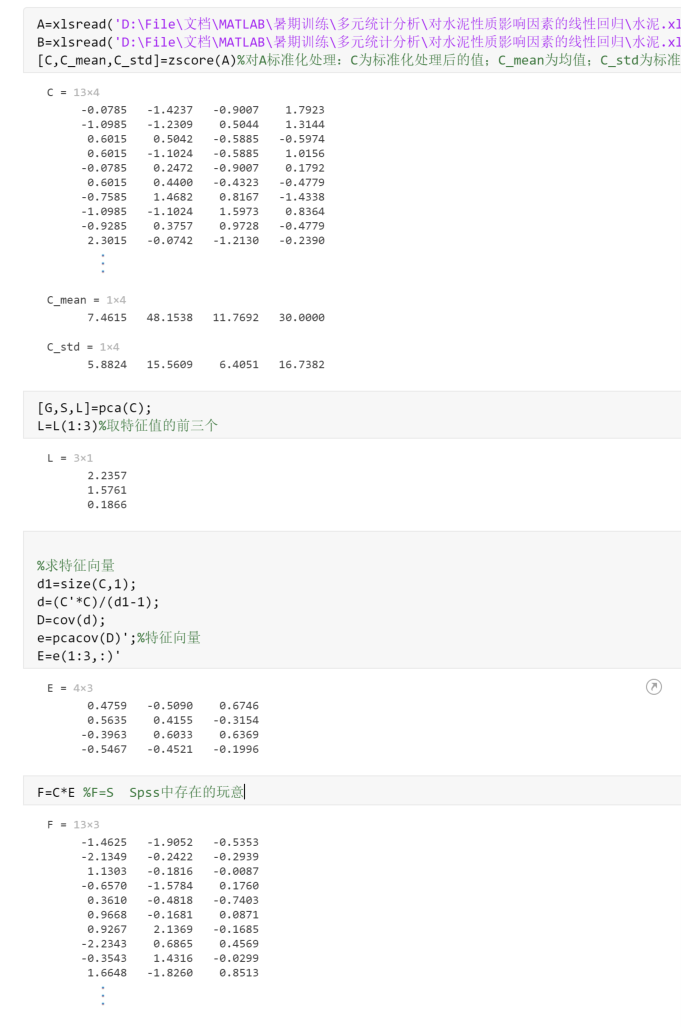 A=xlsread('D:\File\文档\MATLAB\暑期训练\多元统计分析\对水泥性质影响因素的线性回归\水泥.xl
B=xlsread('D:\File\文档\MATLAB\暑期训练\多元统计分析\对水泥性质影响因素的线性回归\水泥.xl
[C,C_mean,C_std]=zscore(A)%对A标准化处理：C为标准化处理后的值；C_mean为均值；C_std为标准
C = 13×4
-0.0785 -1.4237 -0.9007 1.7923
-1.0985 -1.2309 0.5044 1.3144
0.6015 0.5042 -0.5885 -0.5974
0.6015 -1.1024 -0.5885 1.0156
-0.0785 0.2472 -0.9007 0.1792
0.6015 0.4400 -0.4323 -0.4779
-0.7585 1.4682 0.8167 -1.4338
-1.0985 -1.1024 1.5973 0.8364
-0.9285 0.3757 0.9728 -0.4779
2.3015 -0.0742 -1.2130 -0.2390
C_mean = 1×4
7.4615 48.1538 11.7692 30.0000
C_std = 1×4
5.8824 15.5609 6.4051 16.7382
[G,S,L]=pca(C);
L=L(1:3)%取特征值的前三个
L = 3×1
2.2357
1.5761
0.1866
%求特征向量
d1=size(C,1);
d=(C'*C)/(d1-1);
D=cov(d);
e=pcacov(D)';%特征向量
E=e(1:3,:)'
E = 4×3
0.4759 -0.5090 0.6746
0.5635 0.4155 -0.3154
-0.3963 0.6033 0.6369
-0.5467 -0.4521 -0.1996
F=C*E %F=S  Spss中存在的玩意
F = 13×3
-1.4625 -1.9052 -0.5353
-2.1349 -0.2422 -0.2939
1.1303 -0.1816 -0.0087
-0.6570 -1.5784 0.1760
0.3610 -0.4818 -0.7403
0.9668 -0.1681 0.0871
0.9267 2.1369 -0.1685
-2.2343 0.6865 0.4569
-0.3543 1.4316 -0.0299
1.6648 -1.8260 0.8513